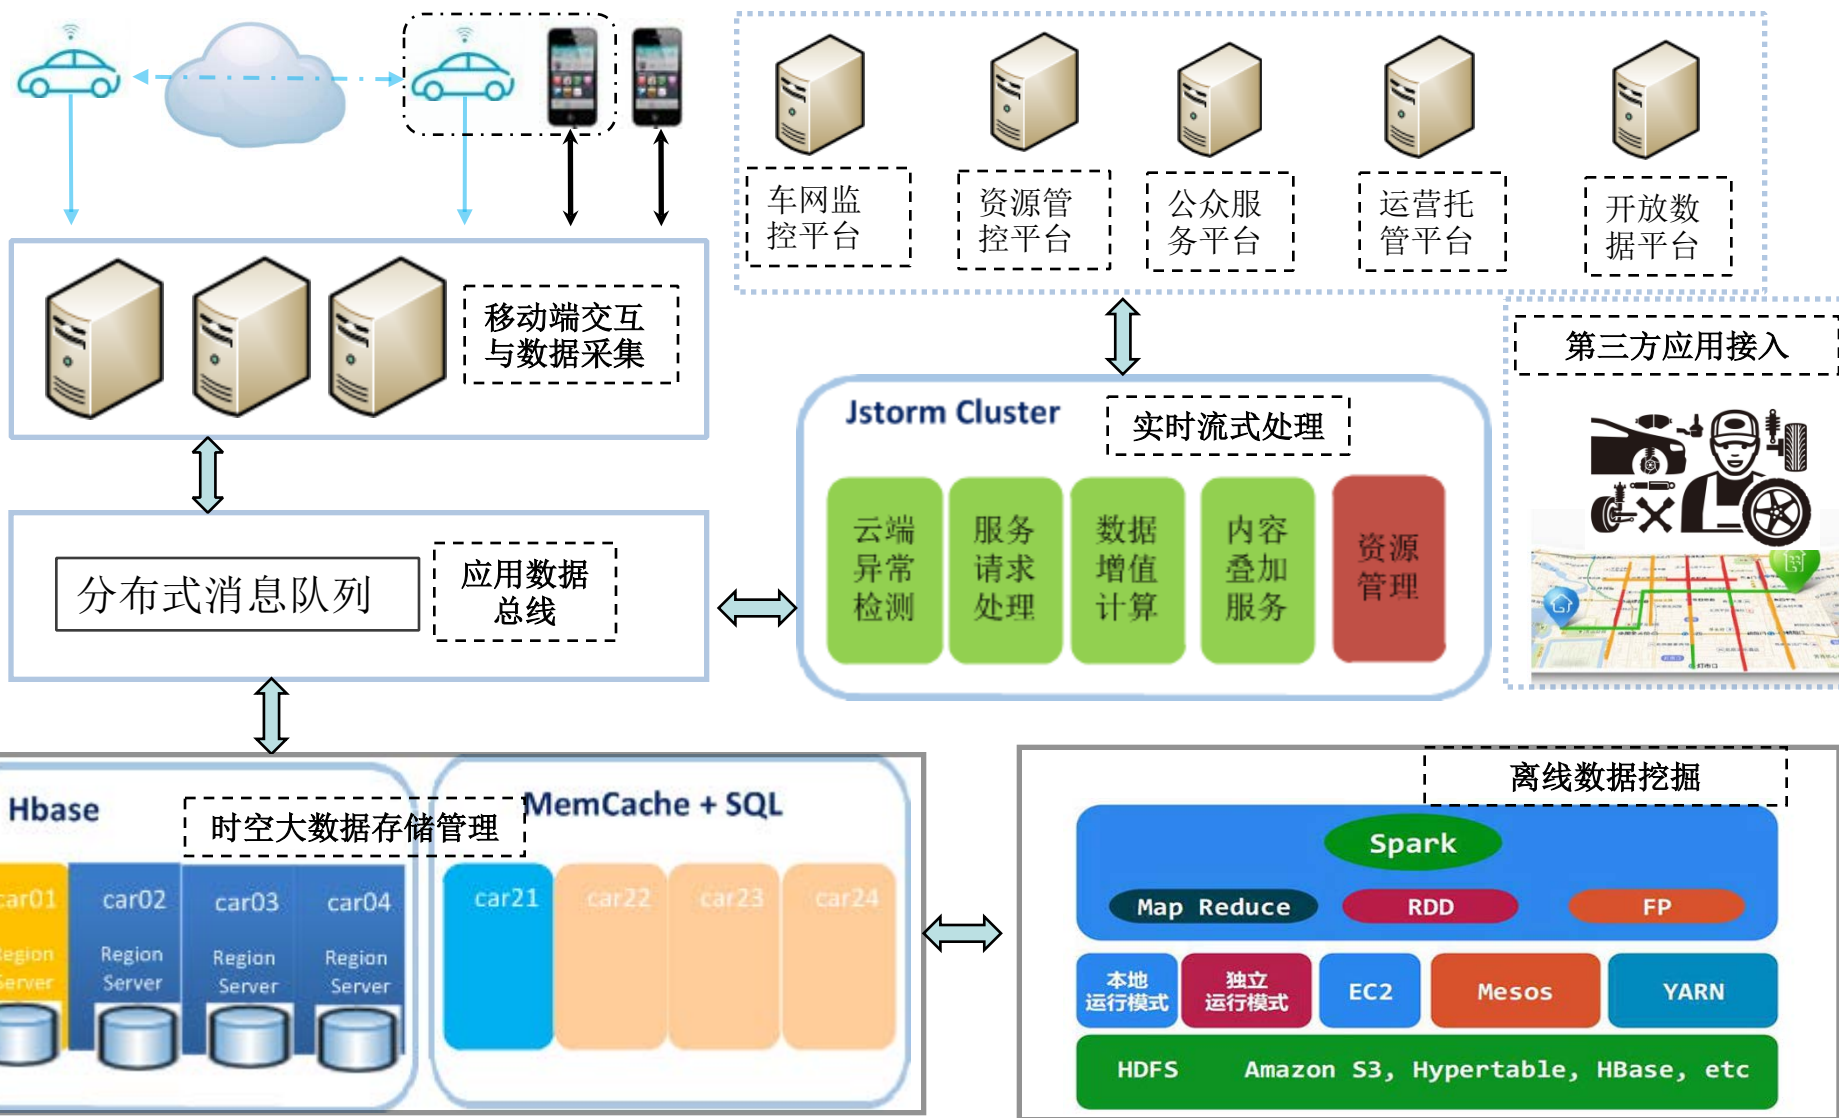 车网监
控平台
资源管
控平台
公众服
务平台
运营托
管平台
开放数
据平台
移动端交互
与数据采集
第三方应用接入
Jstorm Cluster
实时流式处理
云端
异常
检测
服务
请求
处理
数据
增值
计算
内容
叠加
服务
资源
管理
分布式消息队列
应用数据
总线
Hbase
时空大数据存储管理
MemCache + SQL
car01
Region
Server
car02
Region
Server
car03
Region
Server
car04
Region
Server
car21
car22
car23
car24
离线数据挖掘
Spark
Map Reduce
RDD
FP
本地
运行模式
独立
运行模式
EC2
Mesos
YARN
HDFS Amazon S3, Hypertable, HBase, etc